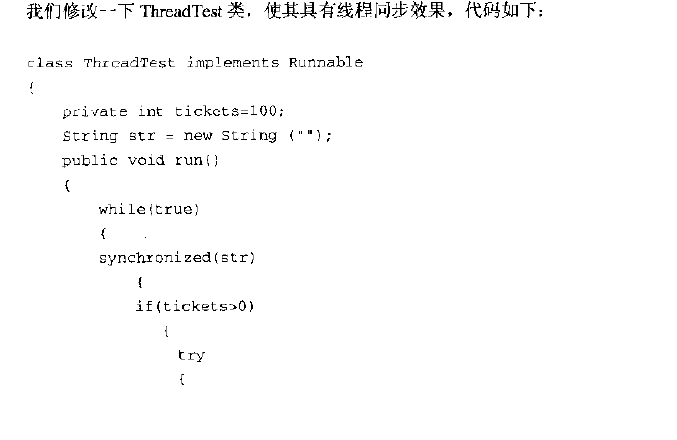 我们修改一下 ThreadTest 类，使其具有线程同步效果，代码如下：
class ThreadTest implements Runnable
{
private int tickets=100;
String str = new String ("");
public void run()
{
while(true)
{
synchronized(str)
{
if(tickets>0)
{
try
{